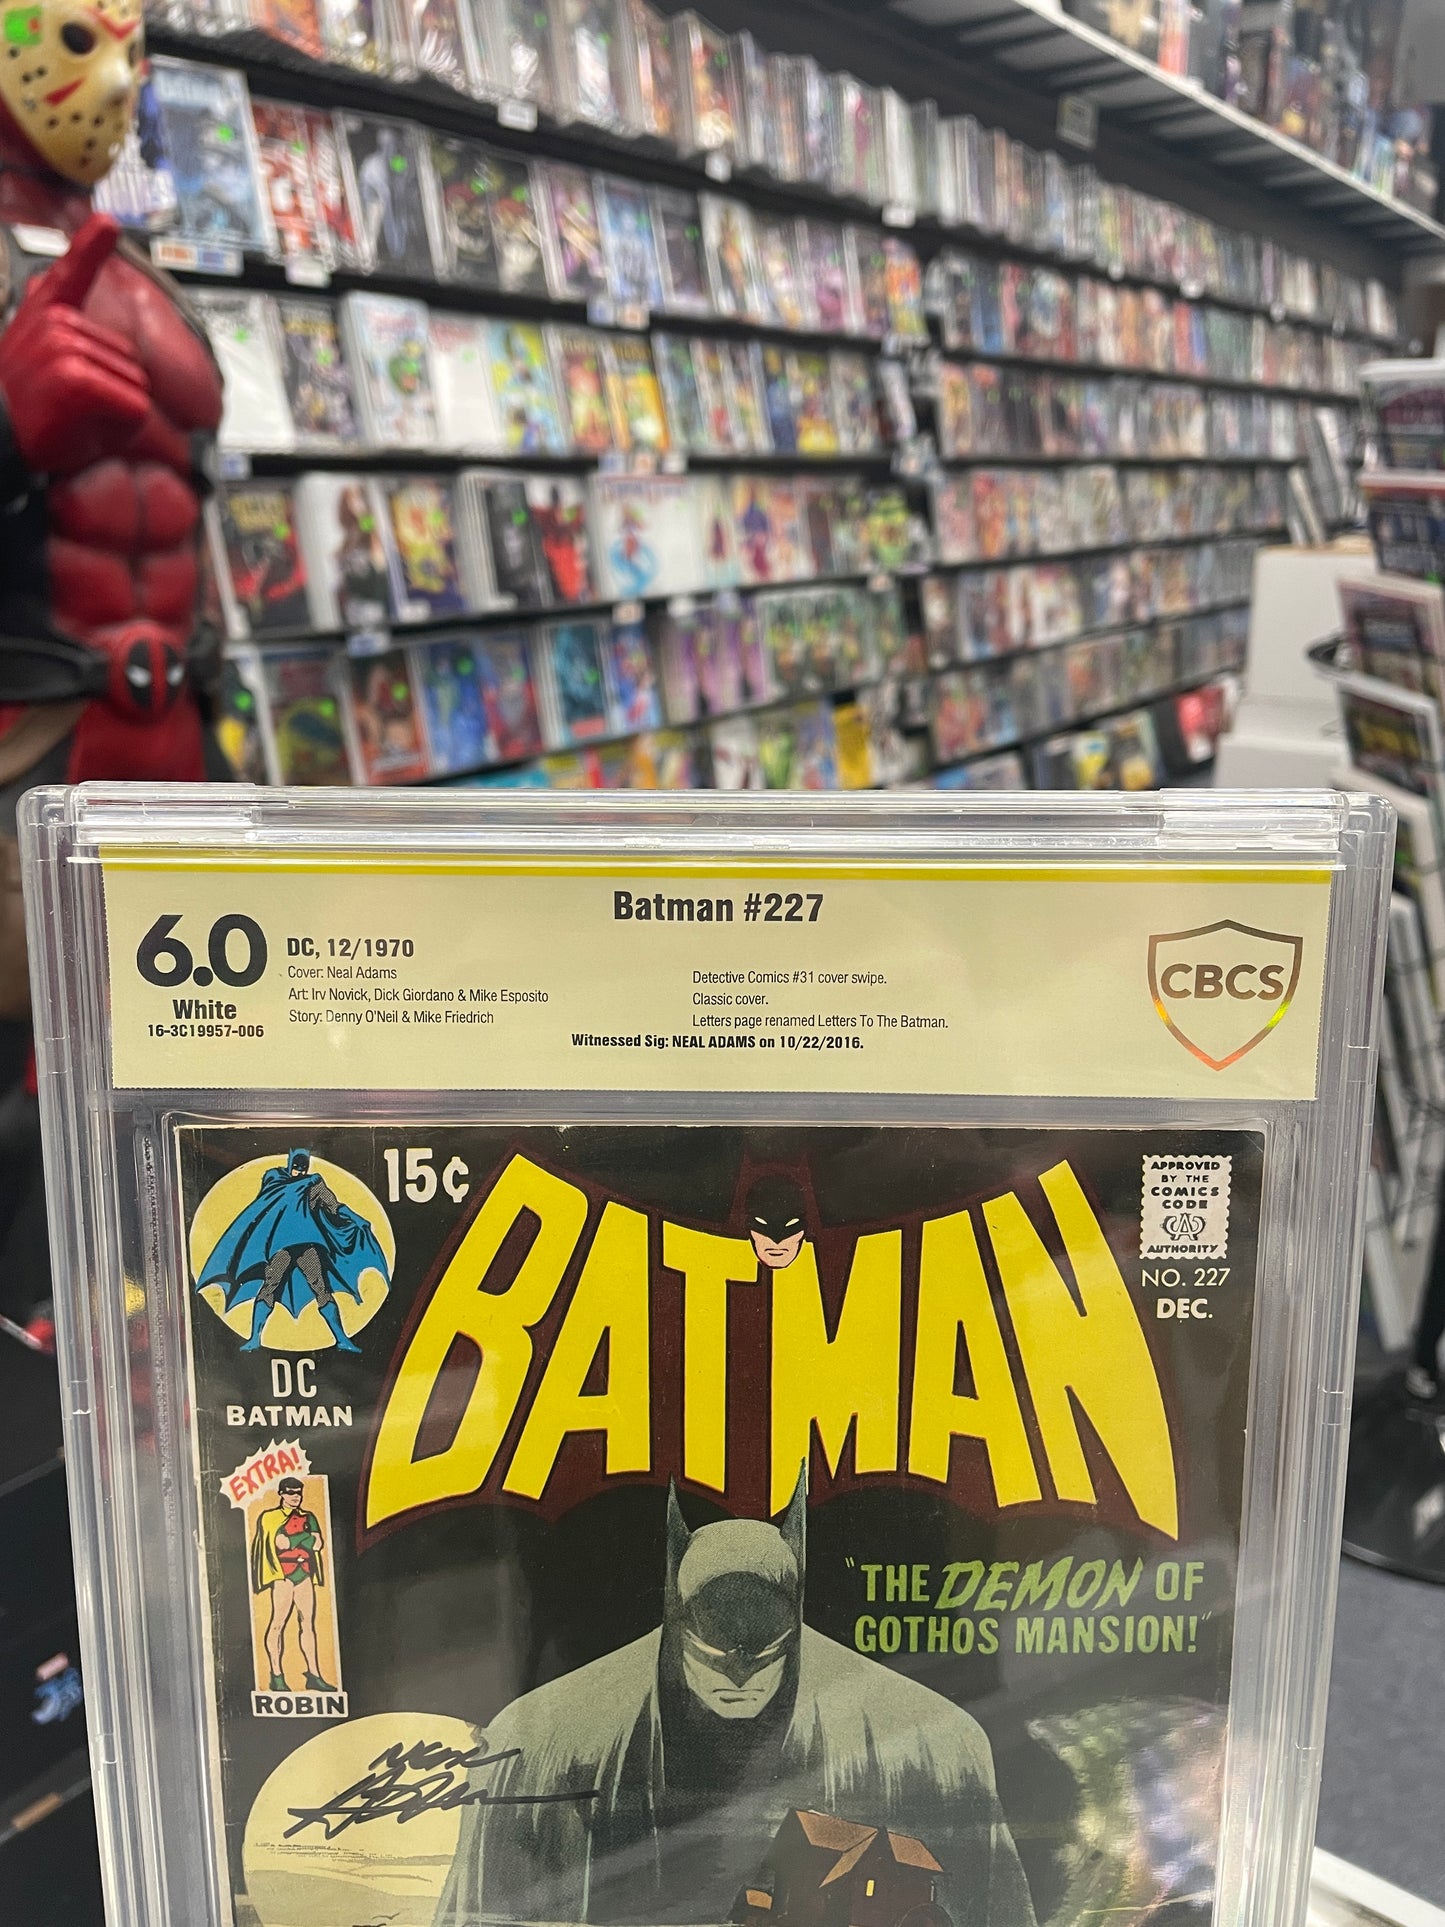 Batman #227
6.0
White
16-3C19957-006
DC, 12/1970
Cover: Neal Adams
Art: Irv Novick, Dick Giordano & Mike Esposito
Story: Denny O'Neil & Mike Friedrich
Detective Comics #31 cover swipe.
Classic cover.
Letters page renamed Letters To The Batman.
Witnessed Sig: NEAL ADAMS on 10/22/2016.
CBCS
15¢
BATMAN
APPROVED
BY THE
COMICS
CODE
CA
AUTHORITY
NO. 227
DEC.
DC
BATMAN
EXTRA!
ROBIN
"THE DEMON OF
GOTHOS MANSION!"
Neal
Adams